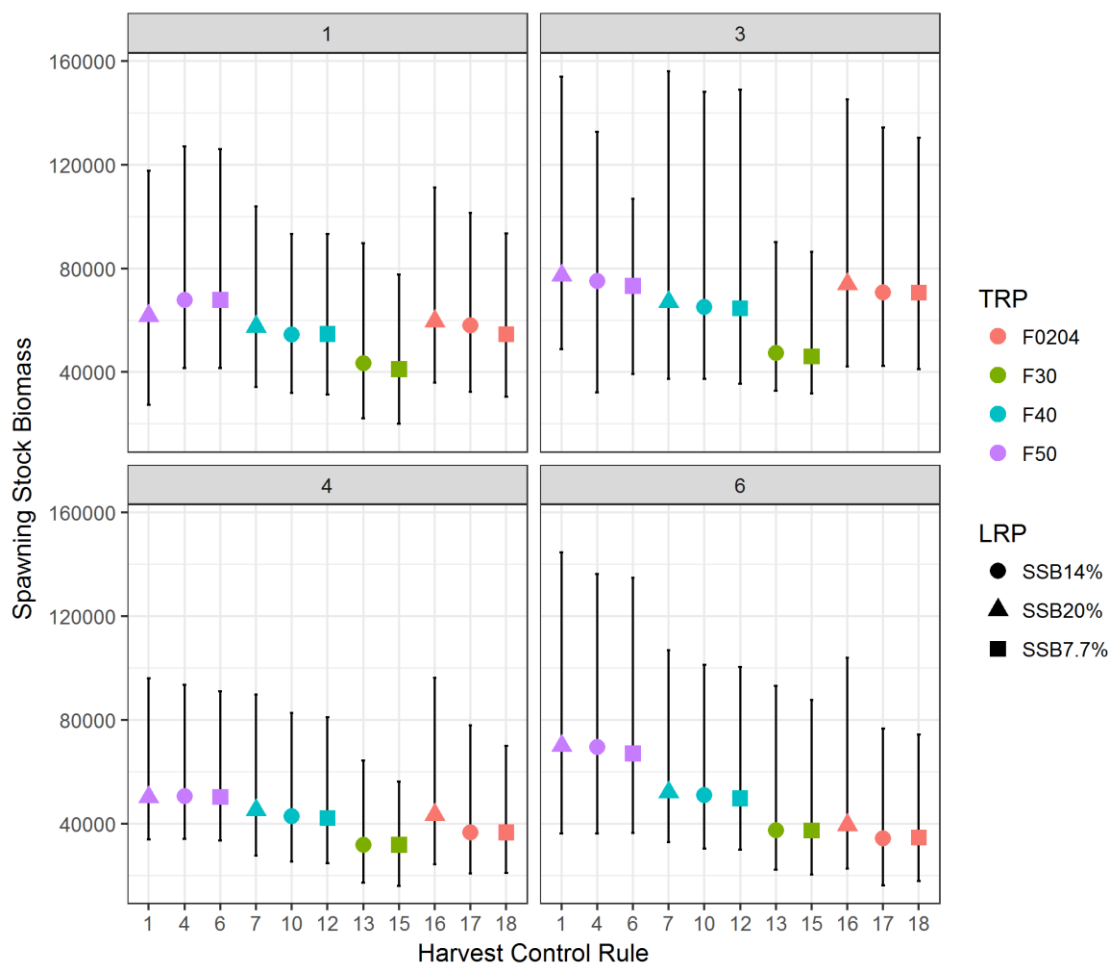 1
3
160000
120000
80000
40000
4
6
160000
120000
80000
40000
1 4 6 7 10 12 13 15 16 17 18
1 4 6 7 10 12 13 15 16 17 18
Harvest Control Rule
Spawning Stock Biomass
TRP
F0204
F30
F40
F50
LRP
SSB14%
SSB20%
SSB7.7%